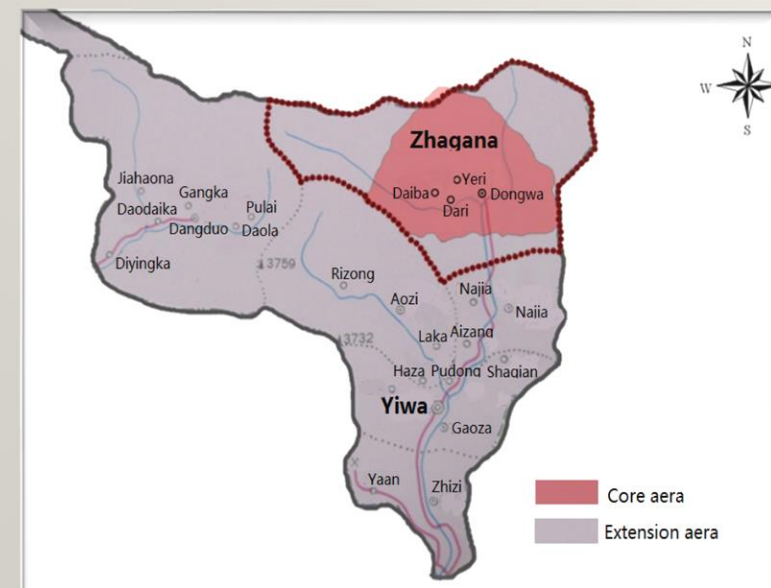 N
W
S
Zhagana
Yeri
Daiba
Dongwa
Dari
Jiahaona
Gangka
Daodaika
Pulai
Dangduo
Daola
Diyingka
3759
Rizong
Najia
Aozi
Najia
Laka
Aizang
3732
Haza
Pudong
Shaqian
Yiwa
Gaoza
Yaan
Zhizi
Core aera
Extension aera